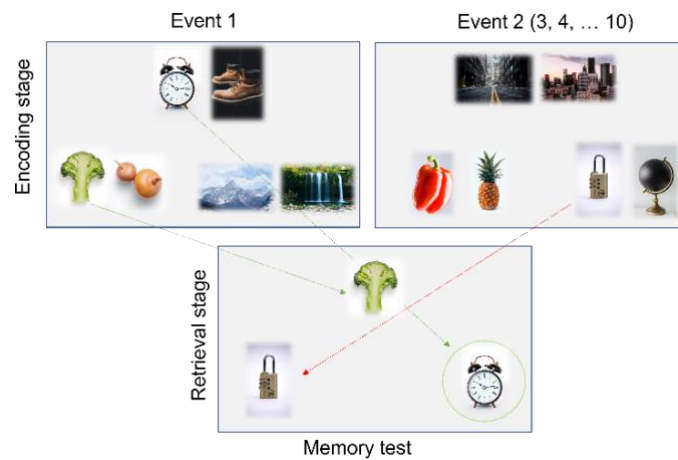 Event 1
Event 2 (3, 4, … 10)
Encoding stage
Retrieval stage
Memory test